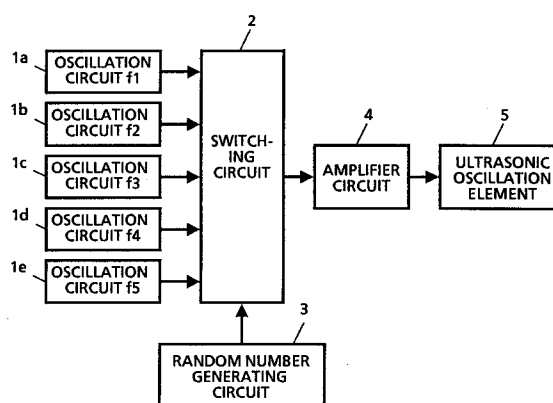 2
1a
OSCILLATION
CIRCUIT f1
1b
OSCILLATION
CIRCUIT f2
1c
OSCILLATION
CIRCUIT f3
1d
OSCILLATION
CIRCUIT f4
1e
OSCILLATION
CIRCUIT f5
SWITCH-
ING
CIRCUIT
4
AMPLIFIER
CIRCUIT
5
ULTRASONIC
OSCILLATION
ELEMENT
3
RANDOM NUMBER
GENERATING
CIRCUIT